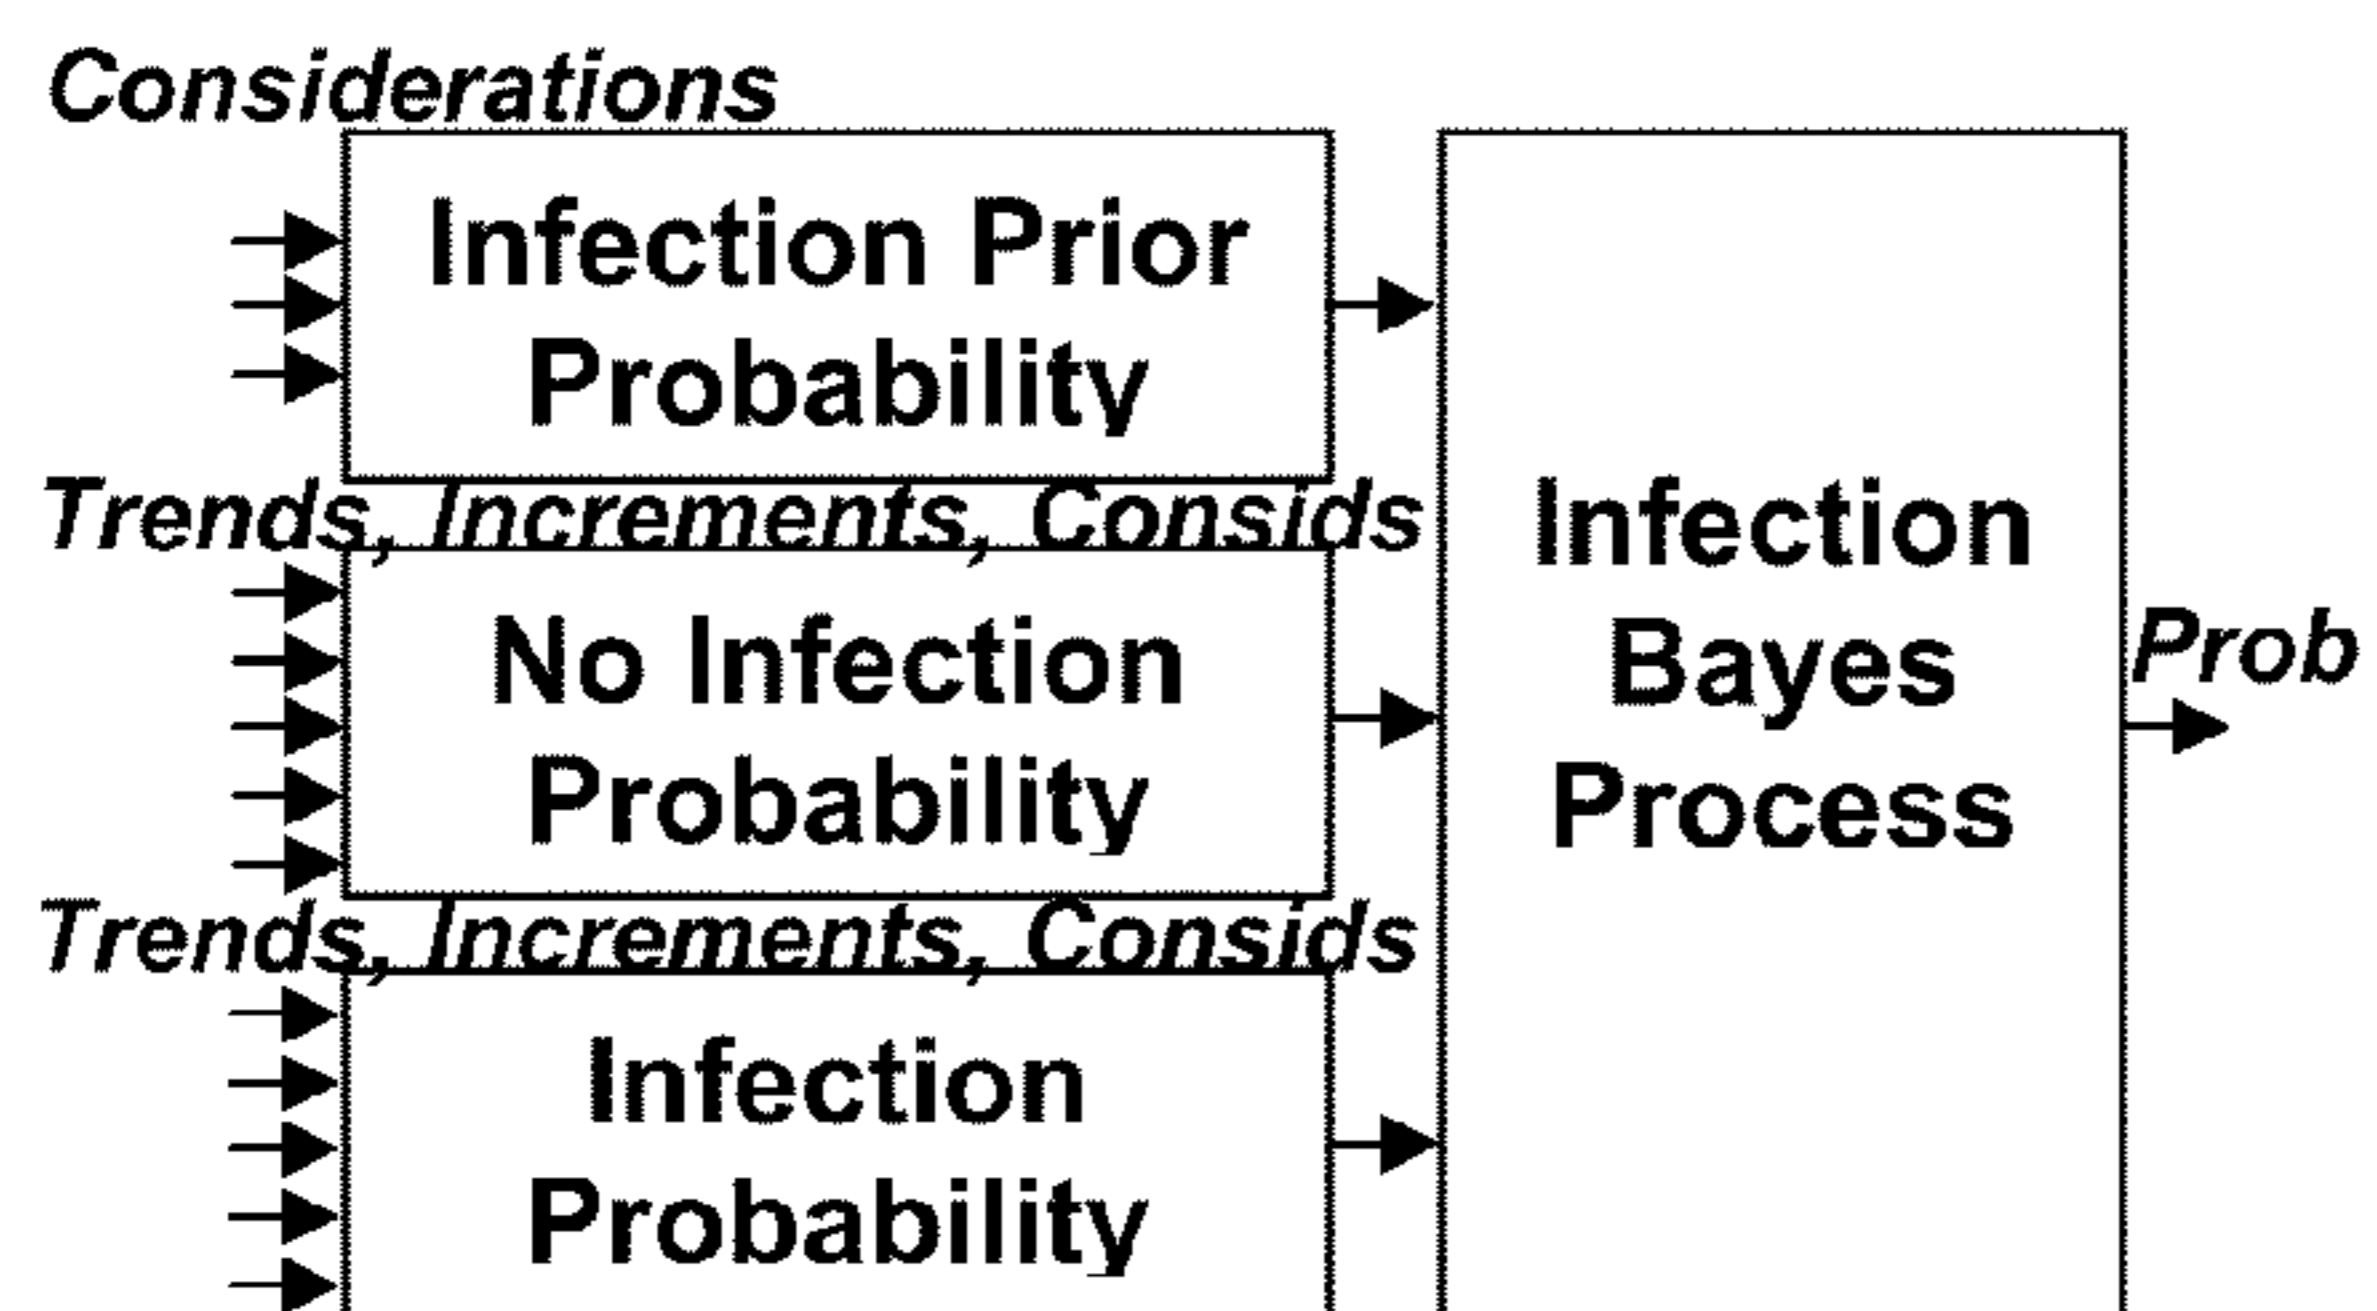 Considerations
Infection Prior
Probability
Trends, Increments, Consids
No Infection
Probability
Trends, Increments, Consids
Infection
Probability
Infection
Bayes
Process
Prob